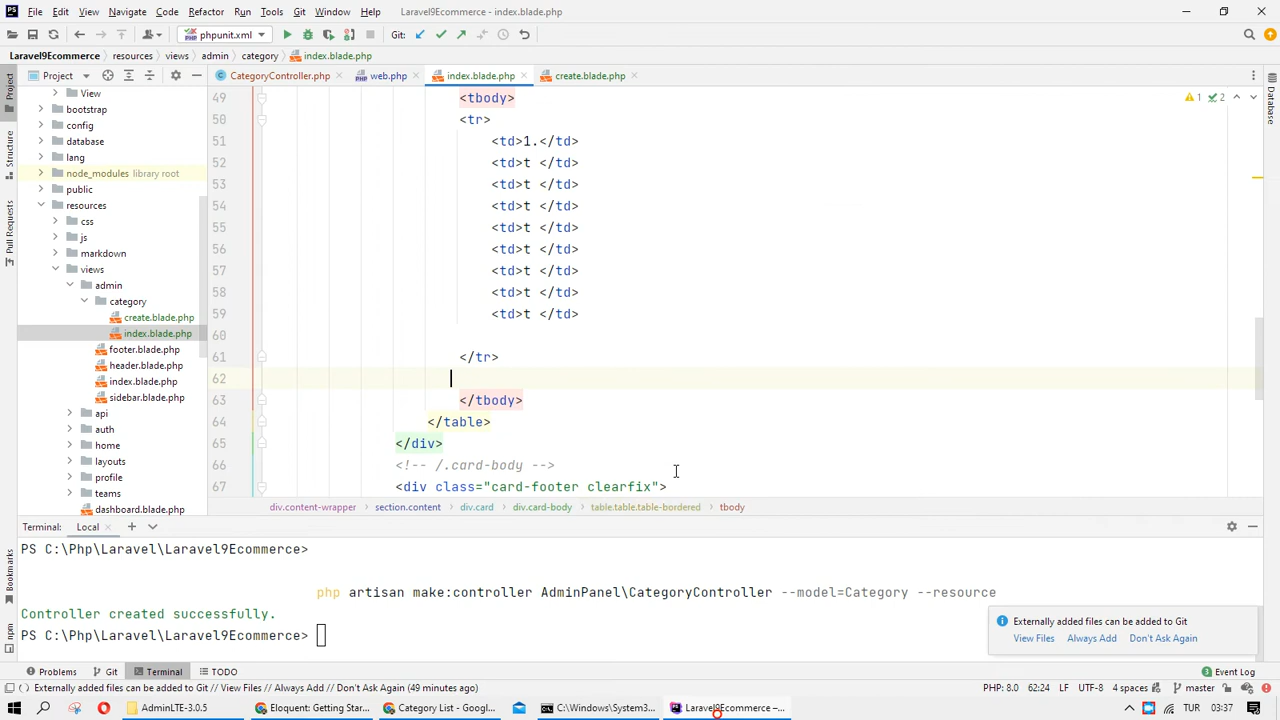 File Edit View Navigate Code Refactor Run Tools Git Window Help Laravel9Ecommerce - index.blade.php
phpunit.xml Git:
Laravel9Ecommerce resources views admin category index.blade.php
Project CategoryController.php web.php index.blade.php create.blade.php
View
bootstrap
config
database
lang
node_modules library root
public
resources
css
js
markdown
views
admin
category
create.blade.php
index.blade.php
footer.blade.php
header.blade.php
index.blade.php
sidebar.blade.php
api
auth
home
layouts
profile
teams
dashboard.blade.php
49 <tbody>
50 <tr>
51 <td>1.</td>
52 <td>t </td>
53 <td>t </td>
54 <td>t </td>
55 <td>t </td>
56 <td>t </td>
57 <td>t </td>
58 <td>t </td>
59 <td>t </td>
60
61 </tr>
62
63 </tbody>
64 </table>
65 </div>
66 <!-- /.card-body -->
67 <div class="card-footer clearfix">
1 2
div.content-wrapper section.content div.card div.card-body table.table.table-bordered tbody
Project
Structure
Pull Requests
Bookmarks
npm
Database
Terminal: Local
PS C:\Php\Laravel\Laravel9Ecommerce>
php artisan make:controller AdminPanel\CategoryController --model=Category --resource
Controller created successfully.
PS C:\Php\Laravel\Laravel9Ecommerce>
Externally added files can be added to Git
View Files Always Add Don't Ask Again
Problems Git Terminal TODO Event Log
Externally added files can be added to Git // View Files // Always Add // Don't Ask Again (49 minutes ago) PHP: 8.0 62:24 LF UTF-8 4 spaces master
AdminLTE-3.0.5 Eloquent: Getting Star... Category List - Googl... C:\Windows\System3... Laravel9Ecommerce –... TUR 03:37